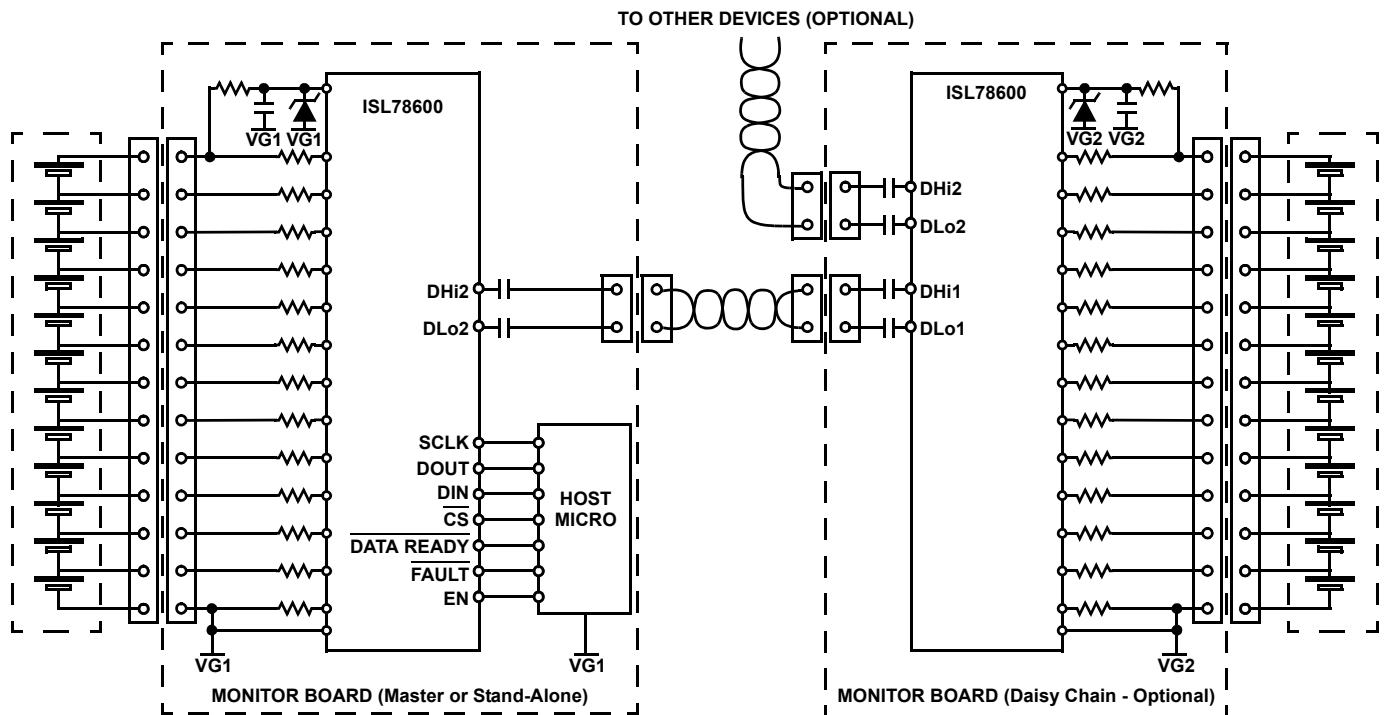 TO OTHER DEVICES (OPTIONAL)
ISL78600
VG1 VG1
DHi2
DLo2
SCLK
DOUT
DIN
CS
DATA READY
FAULT
EN
HOST
MICRO
VG1
VG1
MONITOR BOARD (Master or Stand-Alone)
ISL78600
VG2 VG2
DHi2
DLo2
DHi1
DLo1
VG2
MONITOR BOARD (Daisy Chain - Optional)